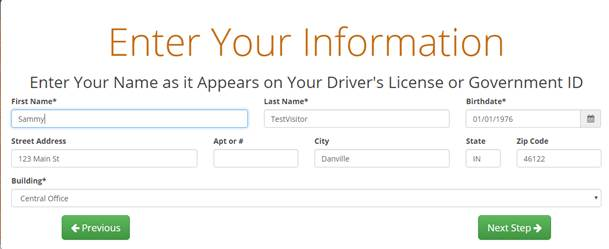 Enter Your Information
Enter Your Name as it Appears on Your Driver's License or Government ID
First Name* Last Name* Birthdate*
Sammy TestVisitor 01/01/1976
Street Address Apt or # City State Zip Code
123 Main St Danville IN 46122
Building*
Central Office
Previous Next Step